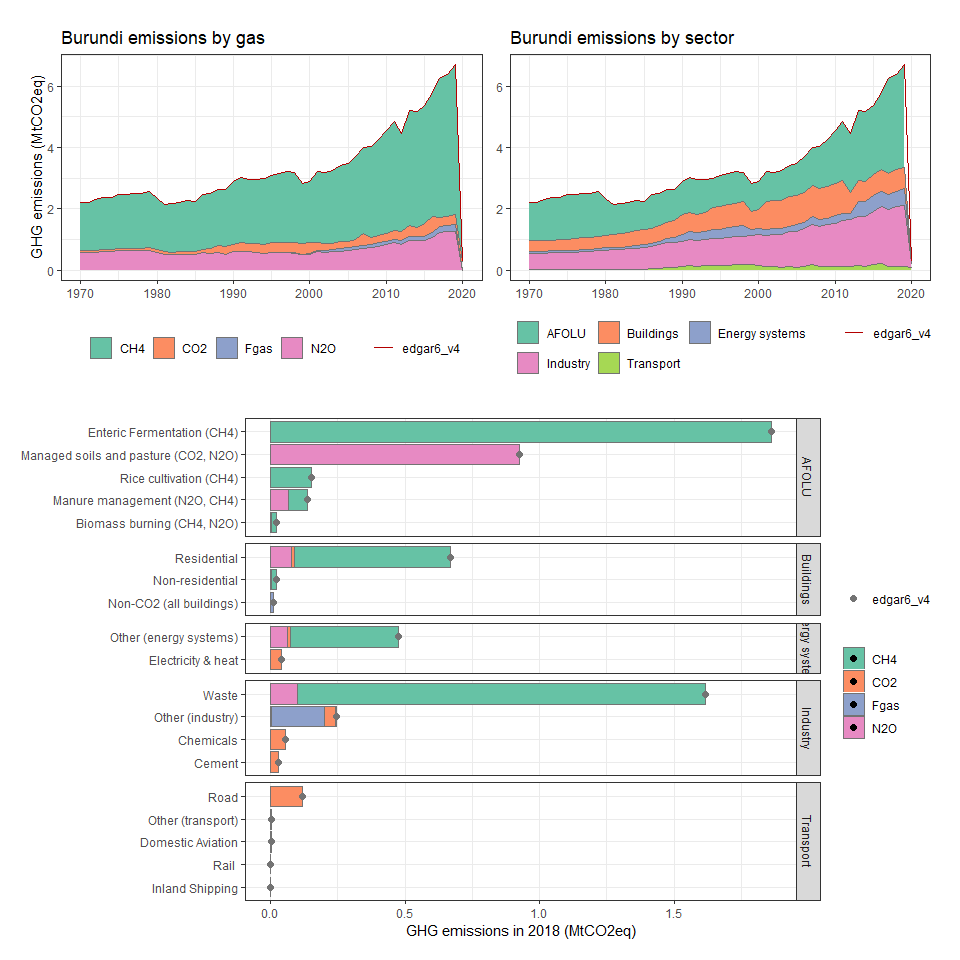 Burundi emissions by gas
Burundi emissions by sector
GHG emissions (MtCO2eq)
6
4
2
0
1970 1980 1990 2000 2010 2020
6
4
2
0
1970 1980 1990 2000 2010 2020
CH4 CO2 Fgas N2O edgar6_v4
AFOLU Buildings Energy systems edgar6_v4
Industry Transport
Enteric Fermentation (CH4)
Managed soils and pasture (CO2, N2O)
Rice cultivation (CH4)
Manure management (N2O, CH4)
Biomass burning (CH4, N2O)
AFOLU
Residential
Non-residential
Non-CO2 (all buildings)
Buildings
Other (energy systems)
Electricity & heat
ergy syste
Waste
Other (industry)
Chemicals
Cement
Industry
Road
Other (transport)
Domestic Aviation
Rail
Inland Shipping
Transport
0.0 0.5 1.0 1.5
GHG emissions in 2018 (MtCO2eq)
edgar6_v4
CH4
CO2
Fgas
N2O